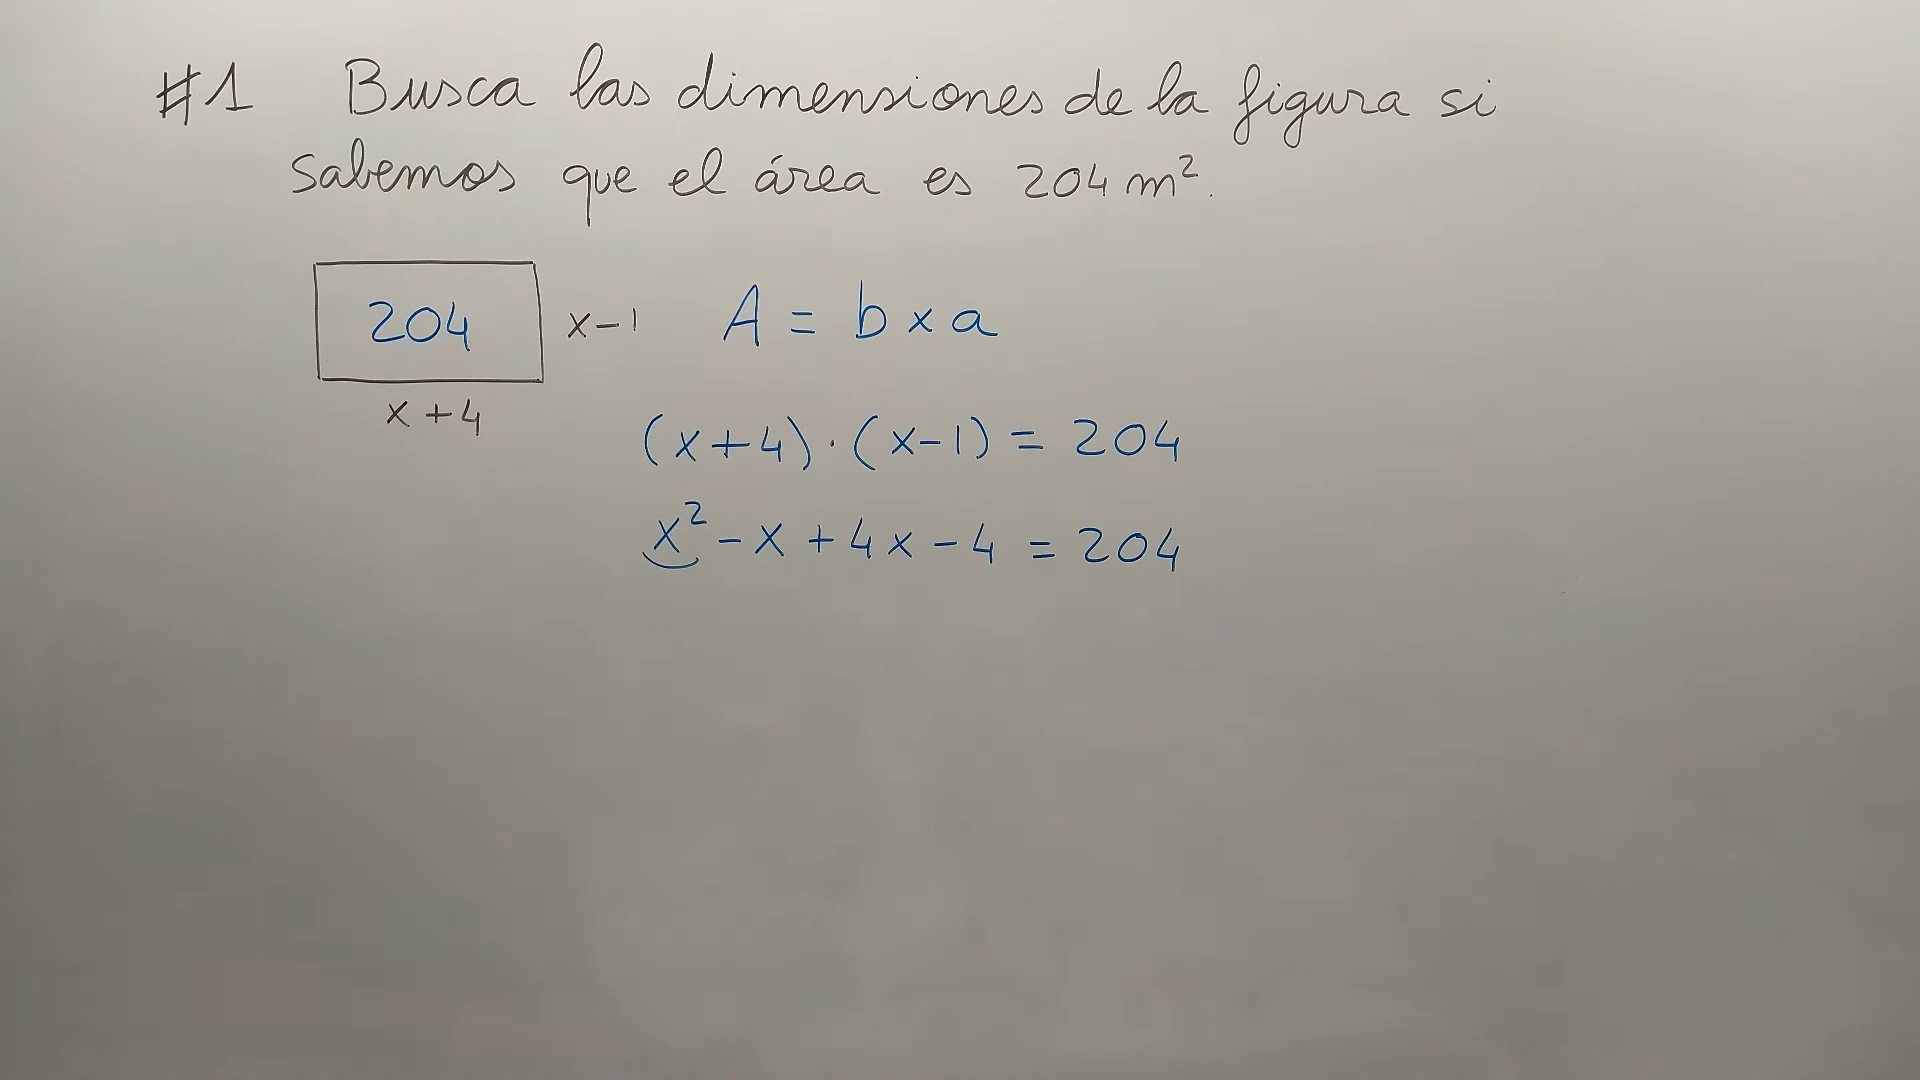 #1 Busca las dimensiones de la figura si
sabemos que el área es 204 m².
204
x-1
x+4
A = b x a
(x+4)·(x-1) = 204
x² - x + 4x - 4 = 204